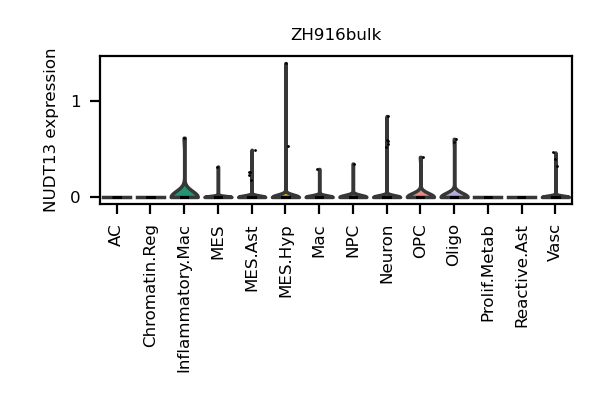 ZH916bulk
NUDT13 expression
1
0
AC
Chromatin.Reg
Inflammatory.Mac
MES
MES.Ast
MES.Hyp
Mac
NPC
Neuron
OPC
Oligo
Prolif.Metab
Reactive.Ast
Vasc